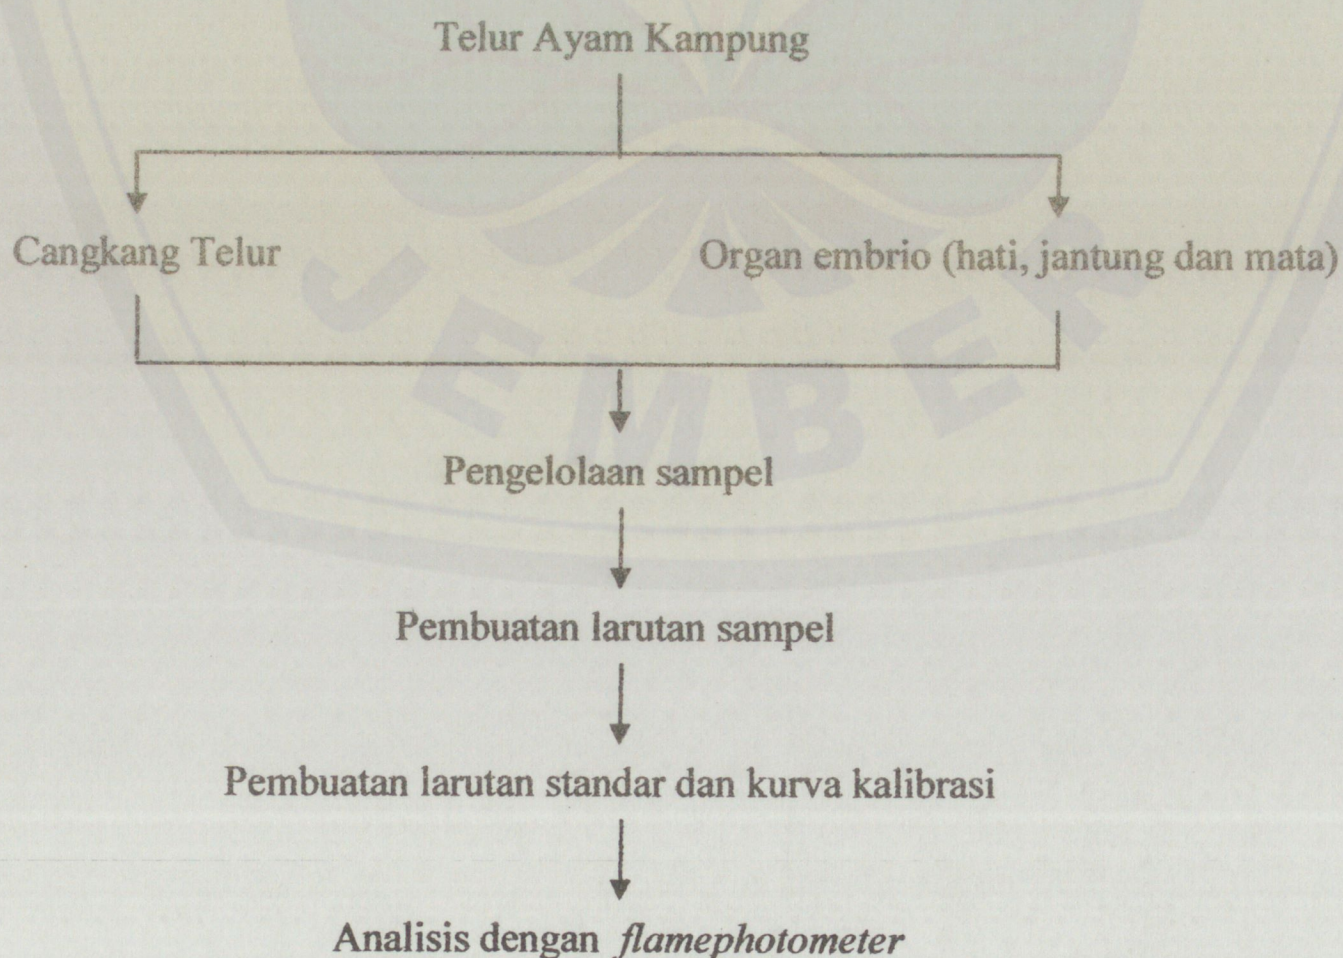 Telur Ayam Kampung
Cangkang Telur
Organ embrio (hati, jantung dan mata)
Pengelolaan sampel
Pembuatan larutan sampel
Pembuatan larutan standar dan kurva kalibrasi
Analisis dengan flamephotometer
JEMBER